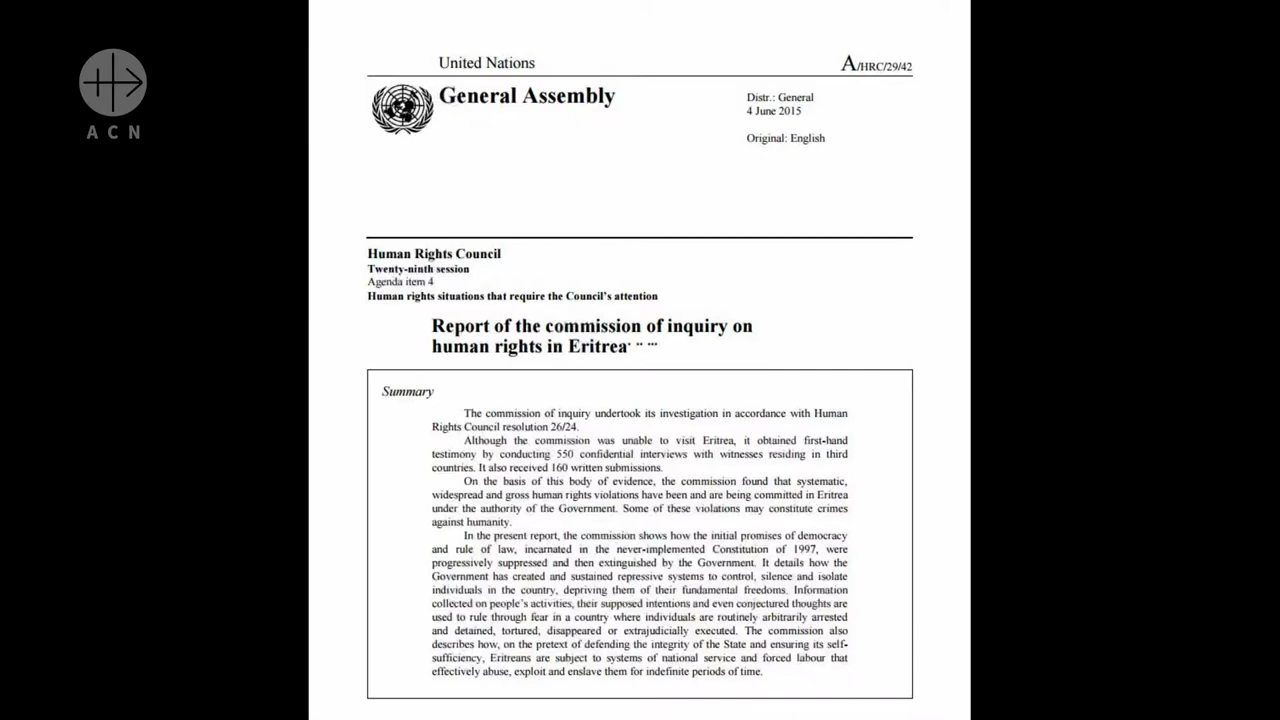 ACN
United Nations
A/HRC/29/42
General Assembly
Distr.: General
4 June 2015
Original: English
Human Rights Council
Twenty-ninth session
Agenda item 4
Human rights situations that require the Council's attention
Report of the commission of inquiry on
human rights in Eritrea* ** ***
Summary
The commission of inquiry undertook its investigation in accordance with Human
Rights Council resolution 26/24.
Although the commission was unable to visit Eritrea, it obtained first-hand
testimony by conducting 550 confidential interviews with witnesses residing in third
countries. It also received 160 written submissions.
On the basis of this body of evidence, the commission found that systematic,
widespread and gross human rights violations have been and are being committed in Eritrea
under the authority of the Government. Some of these violations may constitute crimes
against humanity.
In the present report, the commission shows how the initial promises of democracy
and rule of law, incarnated in the never-implemented Constitution of 1997, were
progressively suppressed and then extinguished by the Government. It details how the
Government has created and sustained repressive systems to control, silence and isolate
individuals in the country, depriving them of their fundamental freedoms. Information
collected on people's activities, their supposed intentions and even conjectured thoughts are
used to rule through fear in a country where individuals are routinely arbitrarily arrested
and detained, tortured, disappeared or extrajudicially executed. The commission also
describes how, on the pretext of defending the integrity of the State and ensuring its self-
sufficiency, Eritreans are subject to systems of national service and forced labour that
effectively abuse, exploit and enslave them for indefinite periods of time.